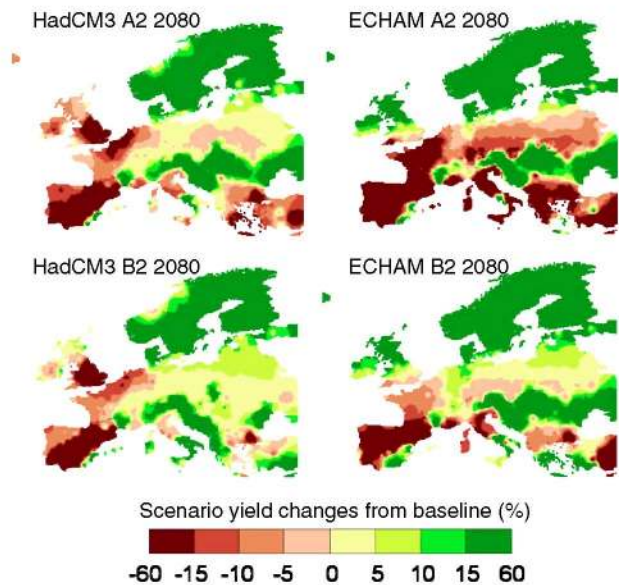 HadCM3 A2 2080
ECHAM A2 2080
HadCM3 B2 2080
ECHAM B2 2080
Scenario yield changes from baseline (%)
-60 -15 -10 -5 0 5 10 15 60